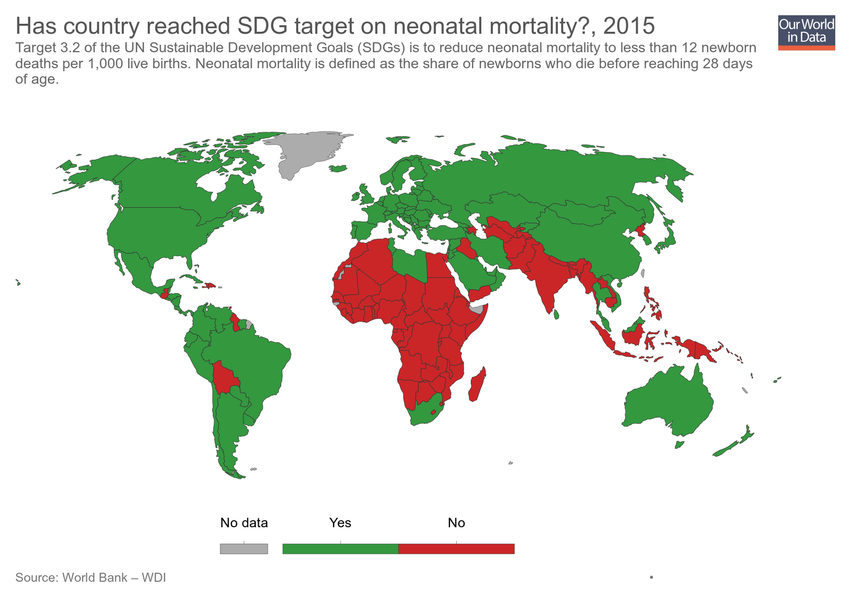 Has country reached SDG target on neonatal mortality?, 2015
Our World
in Data
Target 3.2 of the UN Sustainable Development Goals (SDGs) is to reduce neonatal mortality to less than 12 newborn
deaths per 1,000 live births. Neonatal mortality is defined as the share of newborns who die before reaching 28 days
of age.
No data
Yes
No
Source: World Bank – WDI